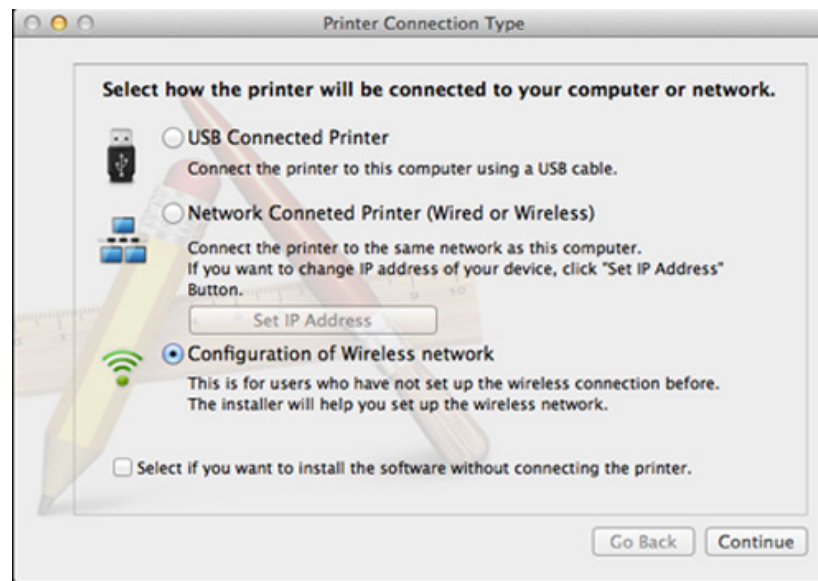 Printer Connection Type
Select how the printer will be connected to your computer or network.
USB Connected Printer
Connect the printer to this computer using a USB cable.
Network Conneted Printer (Wired or Wireless)
Connect the printer to the same network as this computer.
If you want to change IP address of your device, click "Set IP Address"
Button.
Set IP Address
Configuration of Wireless network
This is for users who have not set up the wireless connection before.
The installer will help you set up the wireless network.
Select if you want to install the software without connecting the printer.
Go Back Continue